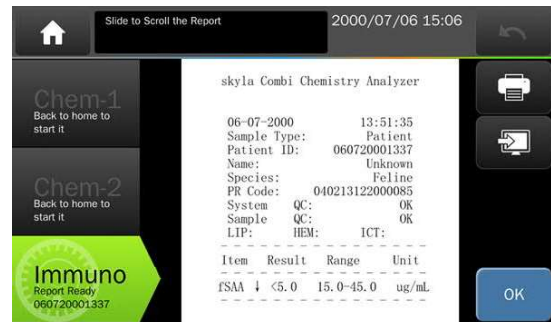 Slide to Scroll the Report
2000/07/06 15:06
Chem-1
Back to home to
start it
Chem-2
Back to home to
start it
Immuno
Report Ready
060720001337
skyla Combi Chemistry Analyzer
06-07-2000 13:51:35
Sample Type: Patient
Patient ID: 060720001337
Name: Unknown
Species: Feline
PR Code: 040213122000085
System QC: OK
Sample QC: OK
LIP: HEM: ICT:
Item Result Range Unit
fSAA ↓ <5.0 15.0-45.0 ug/mL
OK